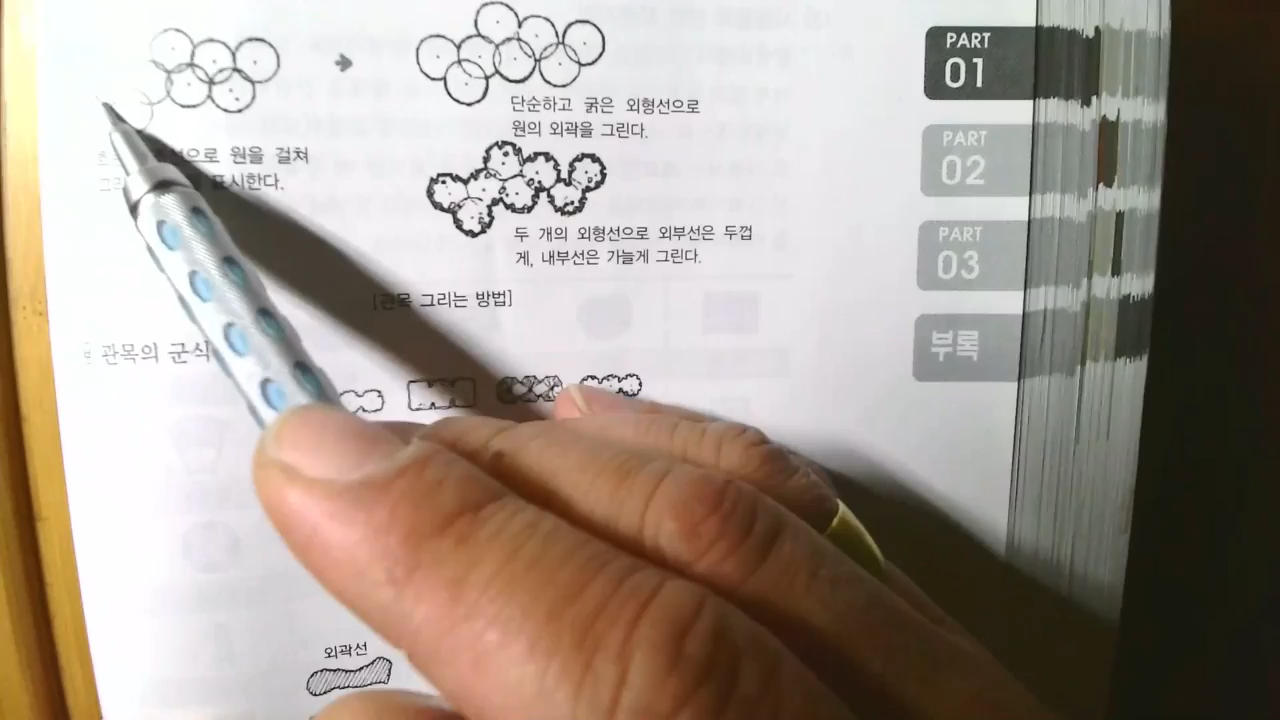 단순하고 굵은 외형선으로
원의 외곽을 그린다.
선으로 원을 걸쳐
표시한다.
두 개의 외형선으로 외부선은 두껍
게, 내부선은 가늘게 그린다.
[관목 그리는 방법]
관목의 군식
외곽선
PART
01
PART
02
PART
03
부록